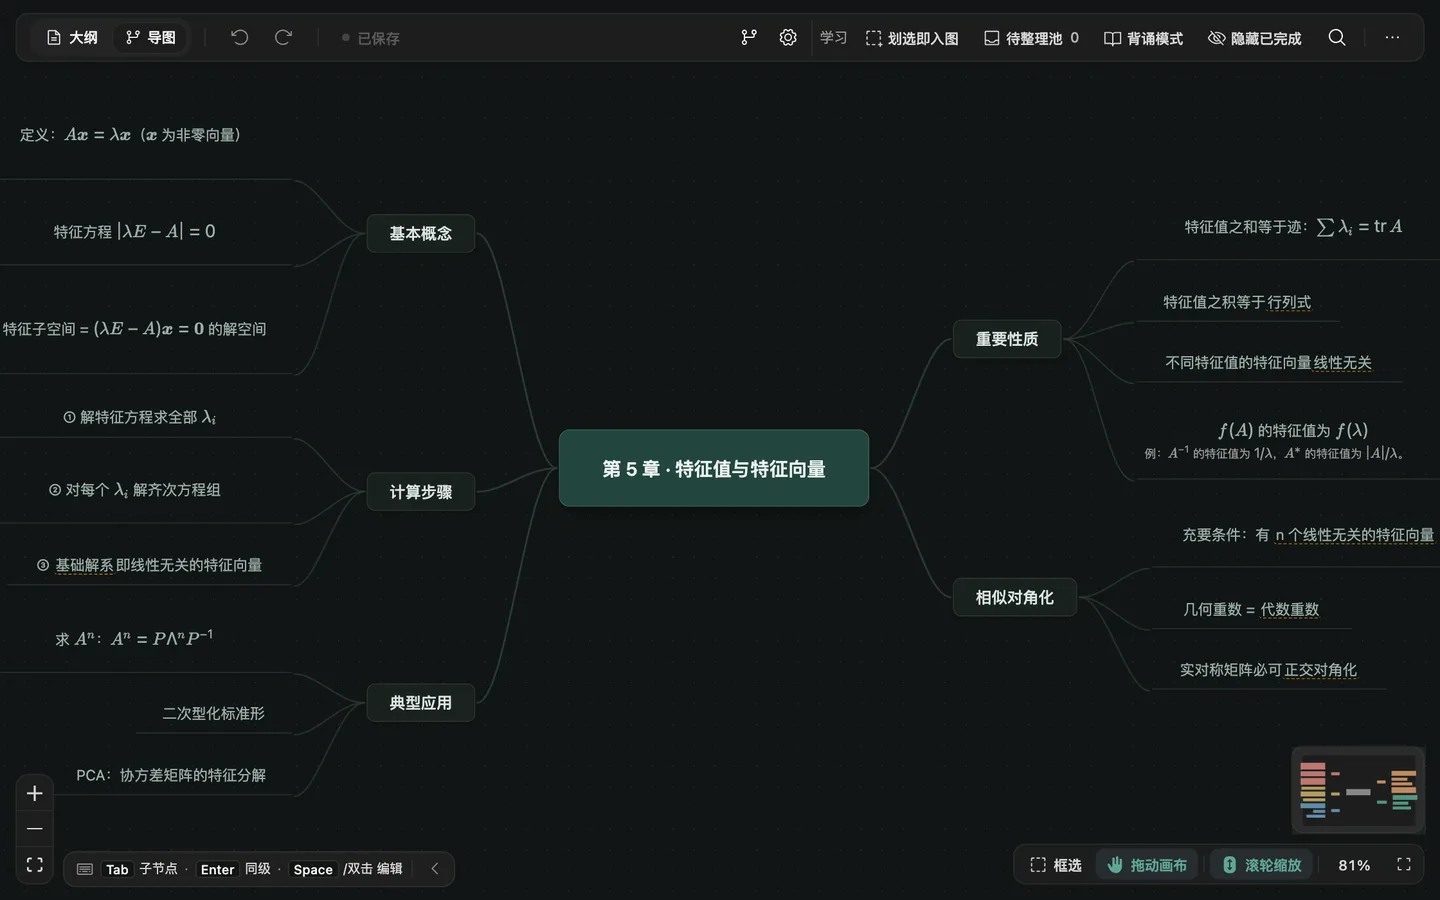 大纲 导图 已保存 学习 划选即入图 待整理池 0 背诵模式 隐藏已完成
定义：Ax = λx（x 为非零向量）
特征方程 |λE − A| = 0
特征子空间 = (λE − A)x = 0 的解空间
基本概念
① 解特征方程求全部 λᵢ
② 对每个 λᵢ 解齐次方程组
③ 基础解系即线性无关的特征向量
计算步骤
求 Aⁿ：Aⁿ = PΛⁿP⁻¹
二次型化标准形
PCA：协方差矩阵的特征分解
典型应用
第 5 章 · 特征值与特征向量
重要性质
特征值之和等于迹：∑ λᵢ = tr A
特征值之积等于行列式
不同特征值的特征向量线性无关
f(A) 的特征值为 f(λ)
例：A⁻¹ 的特征值为 1/λ，A* 的特征值为 |A|/λ。
相似对角化
充要条件：有 n 个线性无关的特征向量
几何重数 = 代数重数
实对称矩阵必可正交对角化
Tab 子节点 · Enter 同级 · Space /双击 编辑
框选 拖动画布 滚轮缩放 81%